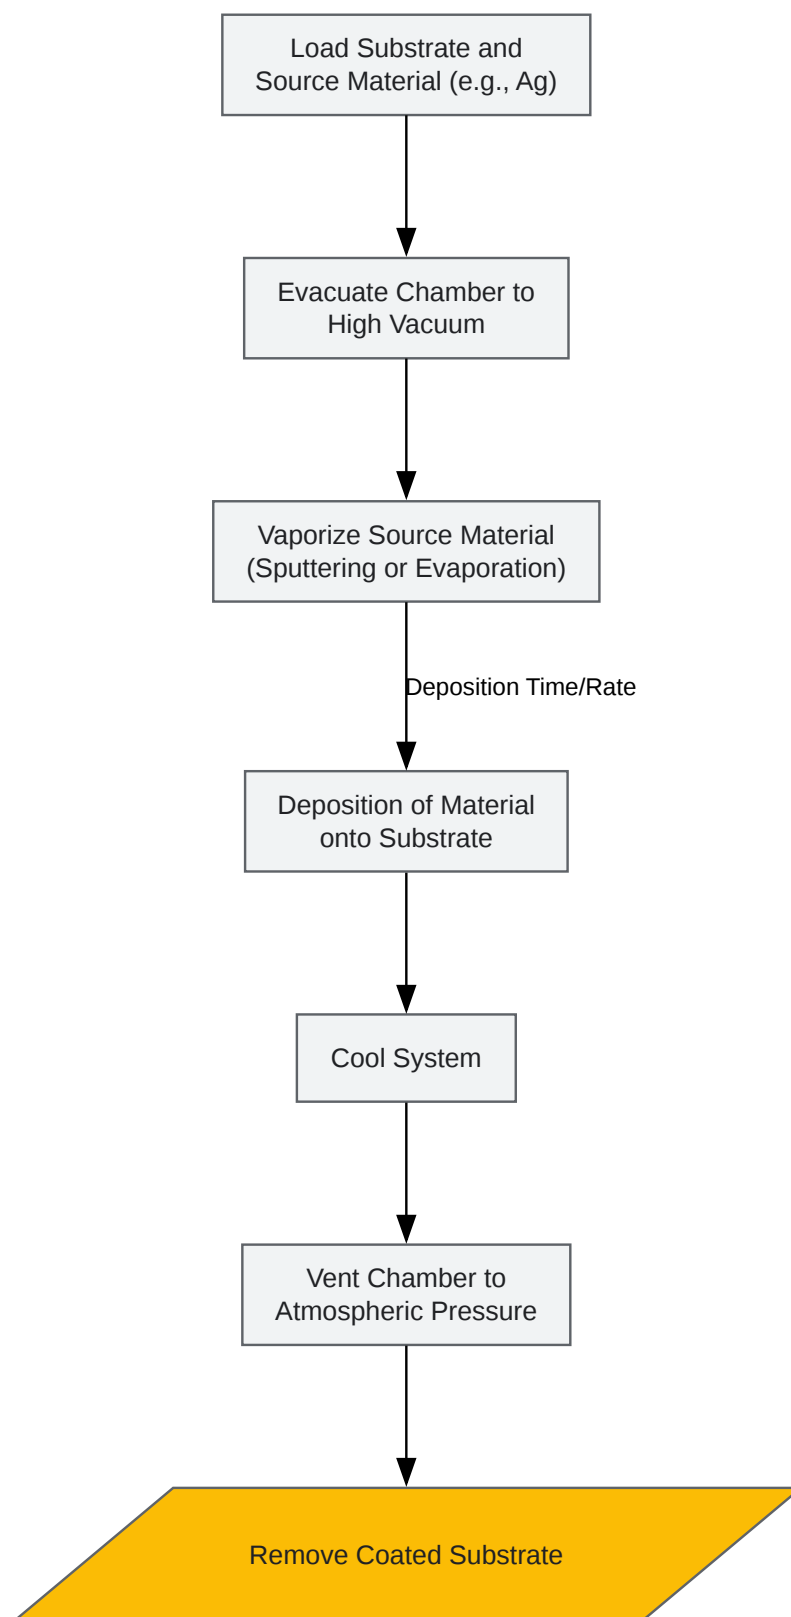 Load Substrate and
Source Material (e.g., Ag)
Evacuate Chamber to
High Vacuum
Vaporize Source Material
(Sputtering or Evaporation)
Deposition Time/Rate
Deposition of Material
onto Substrate
Cool System
Vent Chamber to
Atmospheric Pressure
Remove Coated Substrate